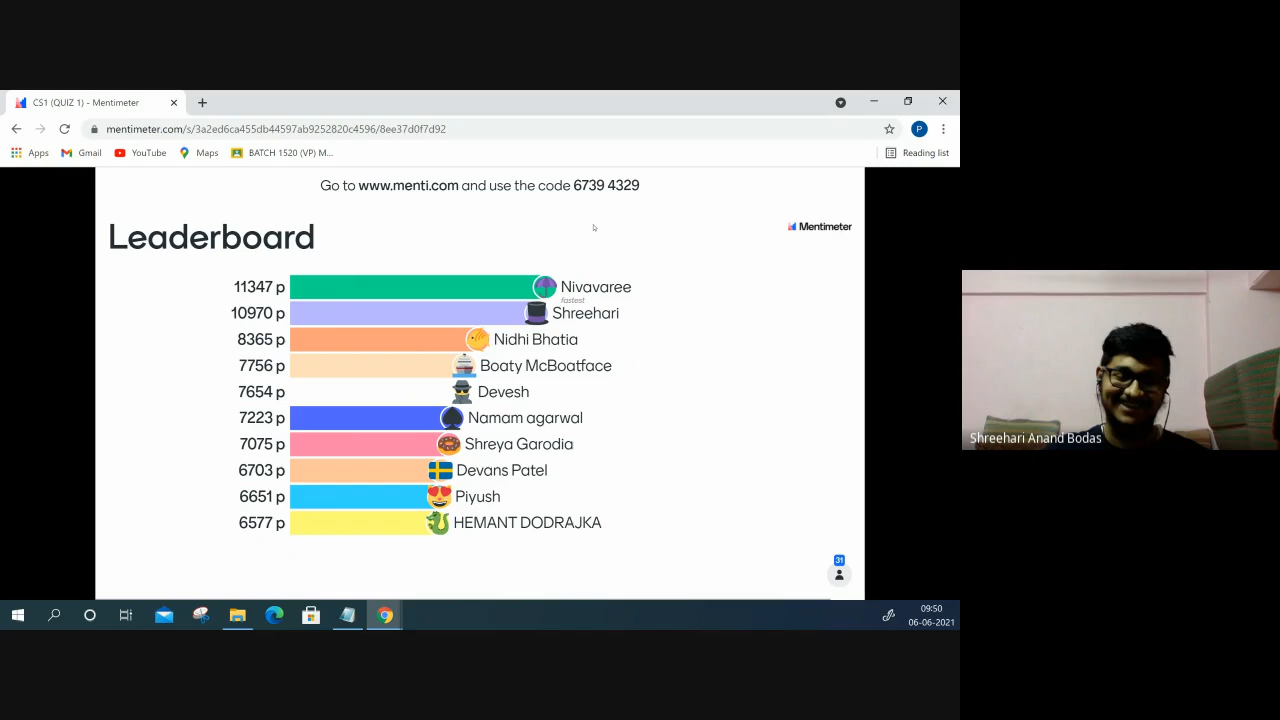 CS1 (QUIZ 1) - Mentimeter
mentimeter.com/s/3a2ed6ca455db44597ab9252820c4596/8ee37d0f7d92
P
Apps Gmail YouTube Maps BATCH 1520 (VP) M... Reading list
Go to www.menti.com and use the code 6739 4329
Leaderboard
Mentimeter
11347 p Nivavaree
fastest
10970 p Shreehari
8365 p Nidhi Bhatia
7756 p Boaty McBoatface
7654 p Devesh
7223 p Namam agarwal
7075 p Shreya Garodia
6703 p Devans Patel
6651 p Piyush
6577 p HEMANT DODRAJKA
31
09:50
06-06-2021
Shreehari Anand Bodas